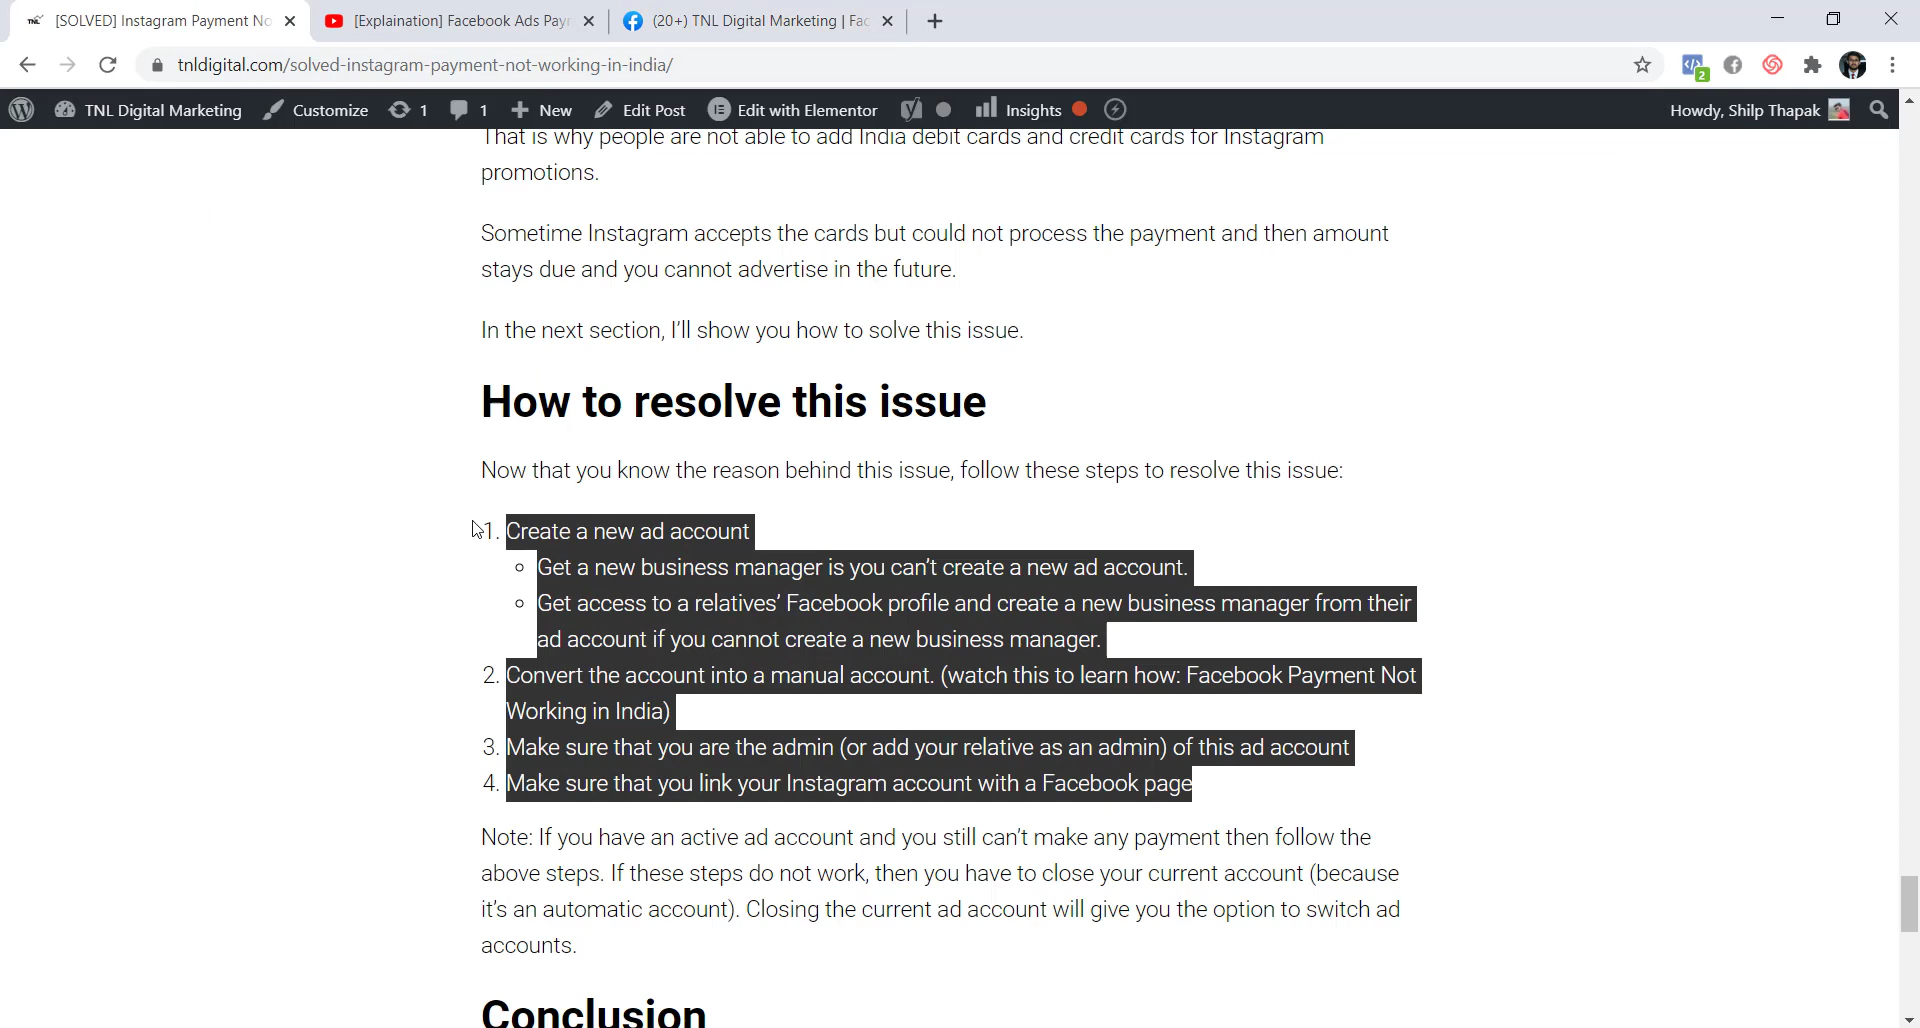 [SOLVED] Instagram Payment No
[Explaination] Facebook Ads Pay
(20+) TNL Digital Marketing | Fac
tnldigital.com/solved-instagram-payment-not-working-in-india/
2
TNL Digital Marketing
Customize
1
1
New
Edit Post
Edit with Elementor
Insights
Howdy, Shilp Thapak
That is why people are not able to add India debit cards and credit cards for Instagram
promotions.
Sometime Instagram accepts the cards but could not process the payment and then amount
stays due and you cannot advertise in the future.
In the next section, I'll show you how to solve this issue.
How to resolve this issue
Now that you know the reason behind this issue, follow these steps to resolve this issue:
1. Create a new ad account
Get a new business manager is you can't create a new ad account.
Get access to a relatives' Facebook profile and create a new business manager from their
ad account if you cannot create a new business manager.
2. Convert the account into a manual account. (watch this to learn how: Facebook Payment Not
Working in India)
3. Make sure that you are the admin (or add your relative as an admin) of this ad account
4. Make sure that you link your Instagram account with a Facebook page
Note: If you have an active ad account and you still can't make any payment then follow the
above steps. If these steps do not work, then you have to close your current account (because
it's an automatic account). Closing the current ad account will give you the option to switch ad
accounts.
Conclusion